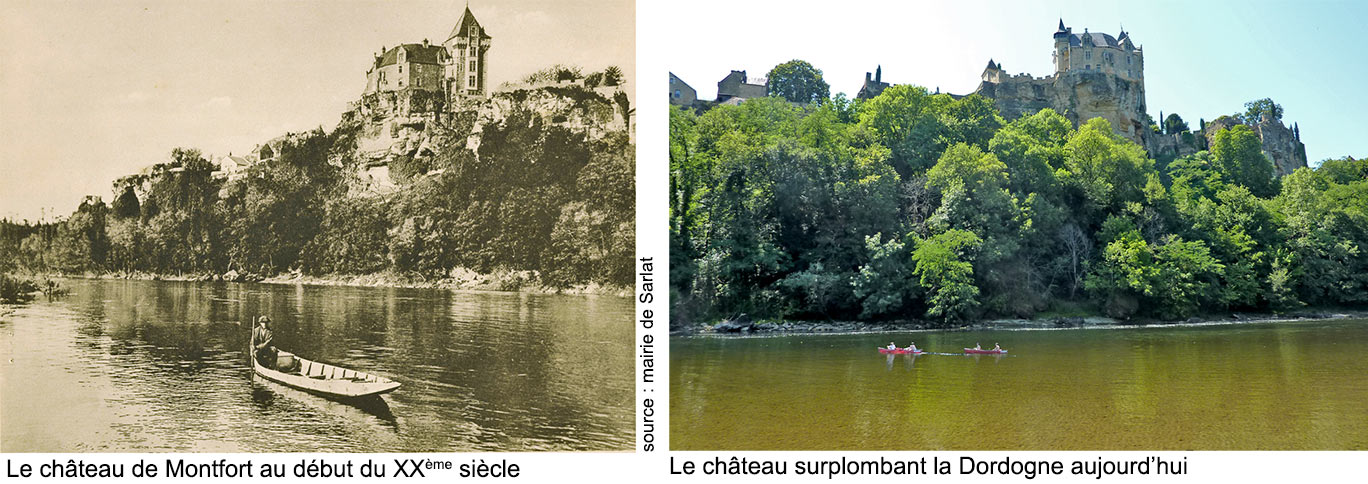 Le château de Montfort au début du XXème siècle
source : mairie de Sarlat
Le château surplombant la Dordogne aujourd’hui